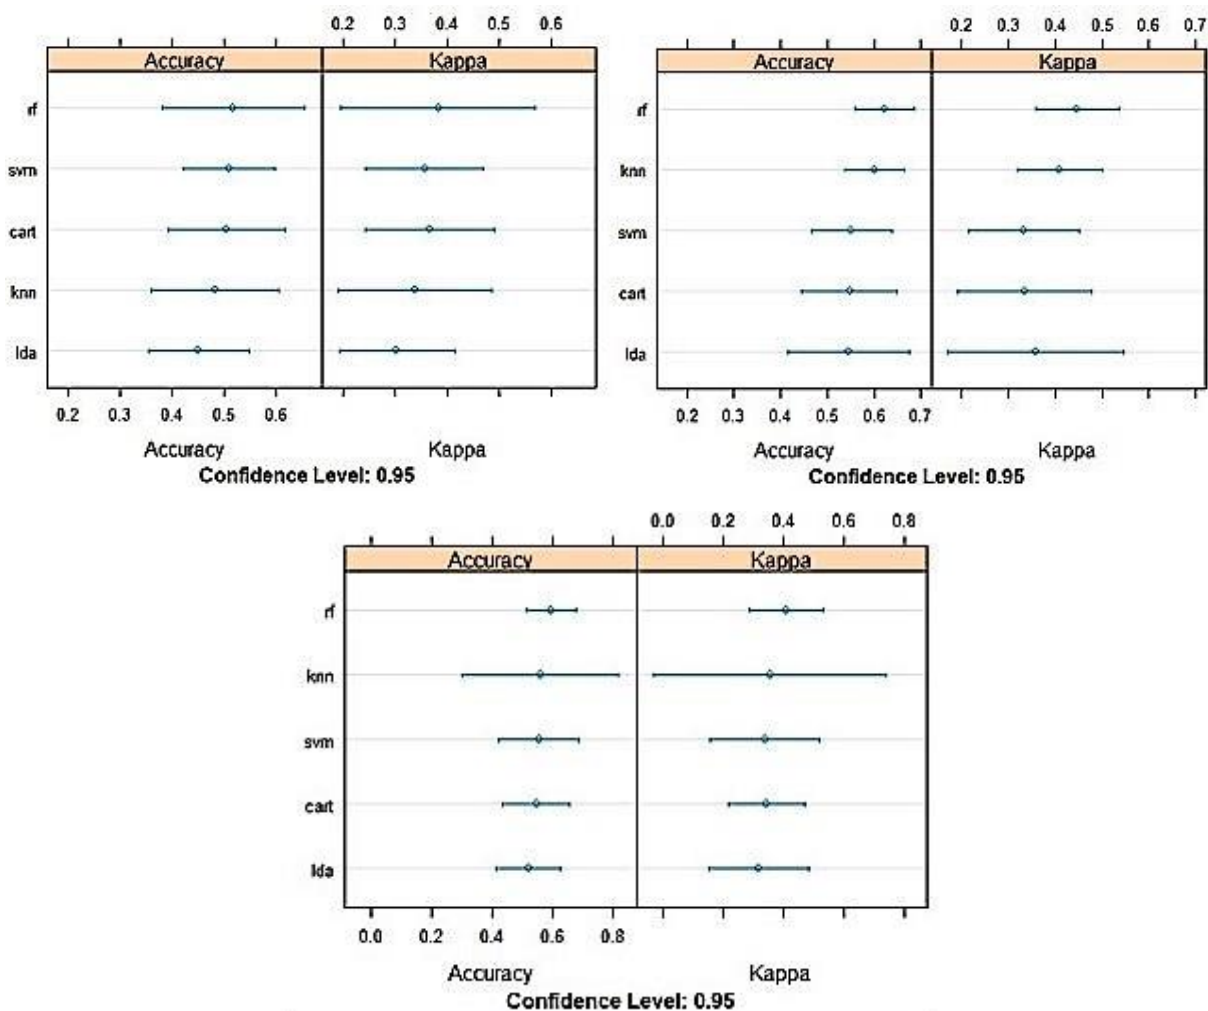 0.2 0.3 0.4 0.5 0.6
Accuracy Kappa
rf
svm
cart
knn
lda
0.2 0.3 0.4 0.5 0.6
Accuracy Kappa
Confidence Level: 0.95
0.2 0.3 0.4 0.5 0.6 0.7
Accuracy Kappa
rf
knn
svm
cart
lda
0.2 0.3 0.4 0.5 0.6 0.7
Accuracy Kappa
Confidence Level: 0.95
0.0 0.2 0.4 0.6 0.8
Accuracy Kappa
rf
knn
svm
cart
lda
0.0 0.2 0.4 0.6 0.8
Accuracy Kappa
Confidence Level: 0.95